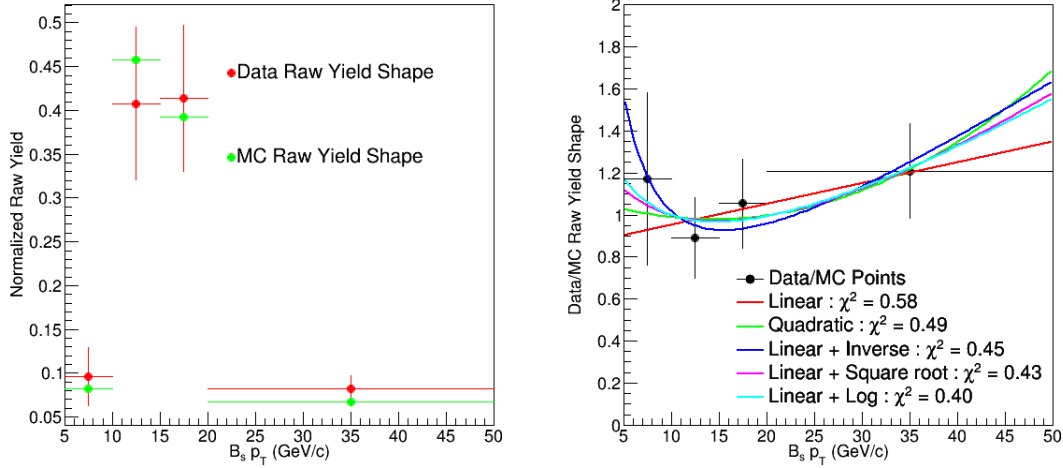 Normalized Raw Yield
0.5
0.45
0.4
0.35
0.3
0.25
0.2
0.15
0.1
0.05
Data Raw Yield Shape
MC Raw Yield Shape
5 10 15 20 25 30 35 40 45 50
B_s p_T (GeV/c)
Data/MC Raw Yield Shape
2
1.8
1.6
1.4
1.2
1
0.8
0.6
0.4
0.2
0
Data/MC Points
Linear : χ² = 0.58
Quadratic : χ² = 0.49
Linear + Inverse : χ² = 0.45
Linear + Square root : χ² = 0.43
Linear + Log : χ² = 0.40
5 10 15 20 25 30 35 40 45 50
B_s p_T (GeV/c)